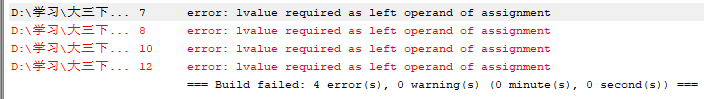 D:\学习\大三下... 7 error: lvalue required as left operand of assignment
D:\学习\大三下... 8 error: lvalue required as left operand of assignment
D:\学习\大三下... 10 error: lvalue required as left operand of assignment
D:\学习\大三下... 12 error: lvalue required as left operand of assignment
=== Build failed: 4 error(s), 0 warning(s) (0 minute(s), 0 second(s)) ===